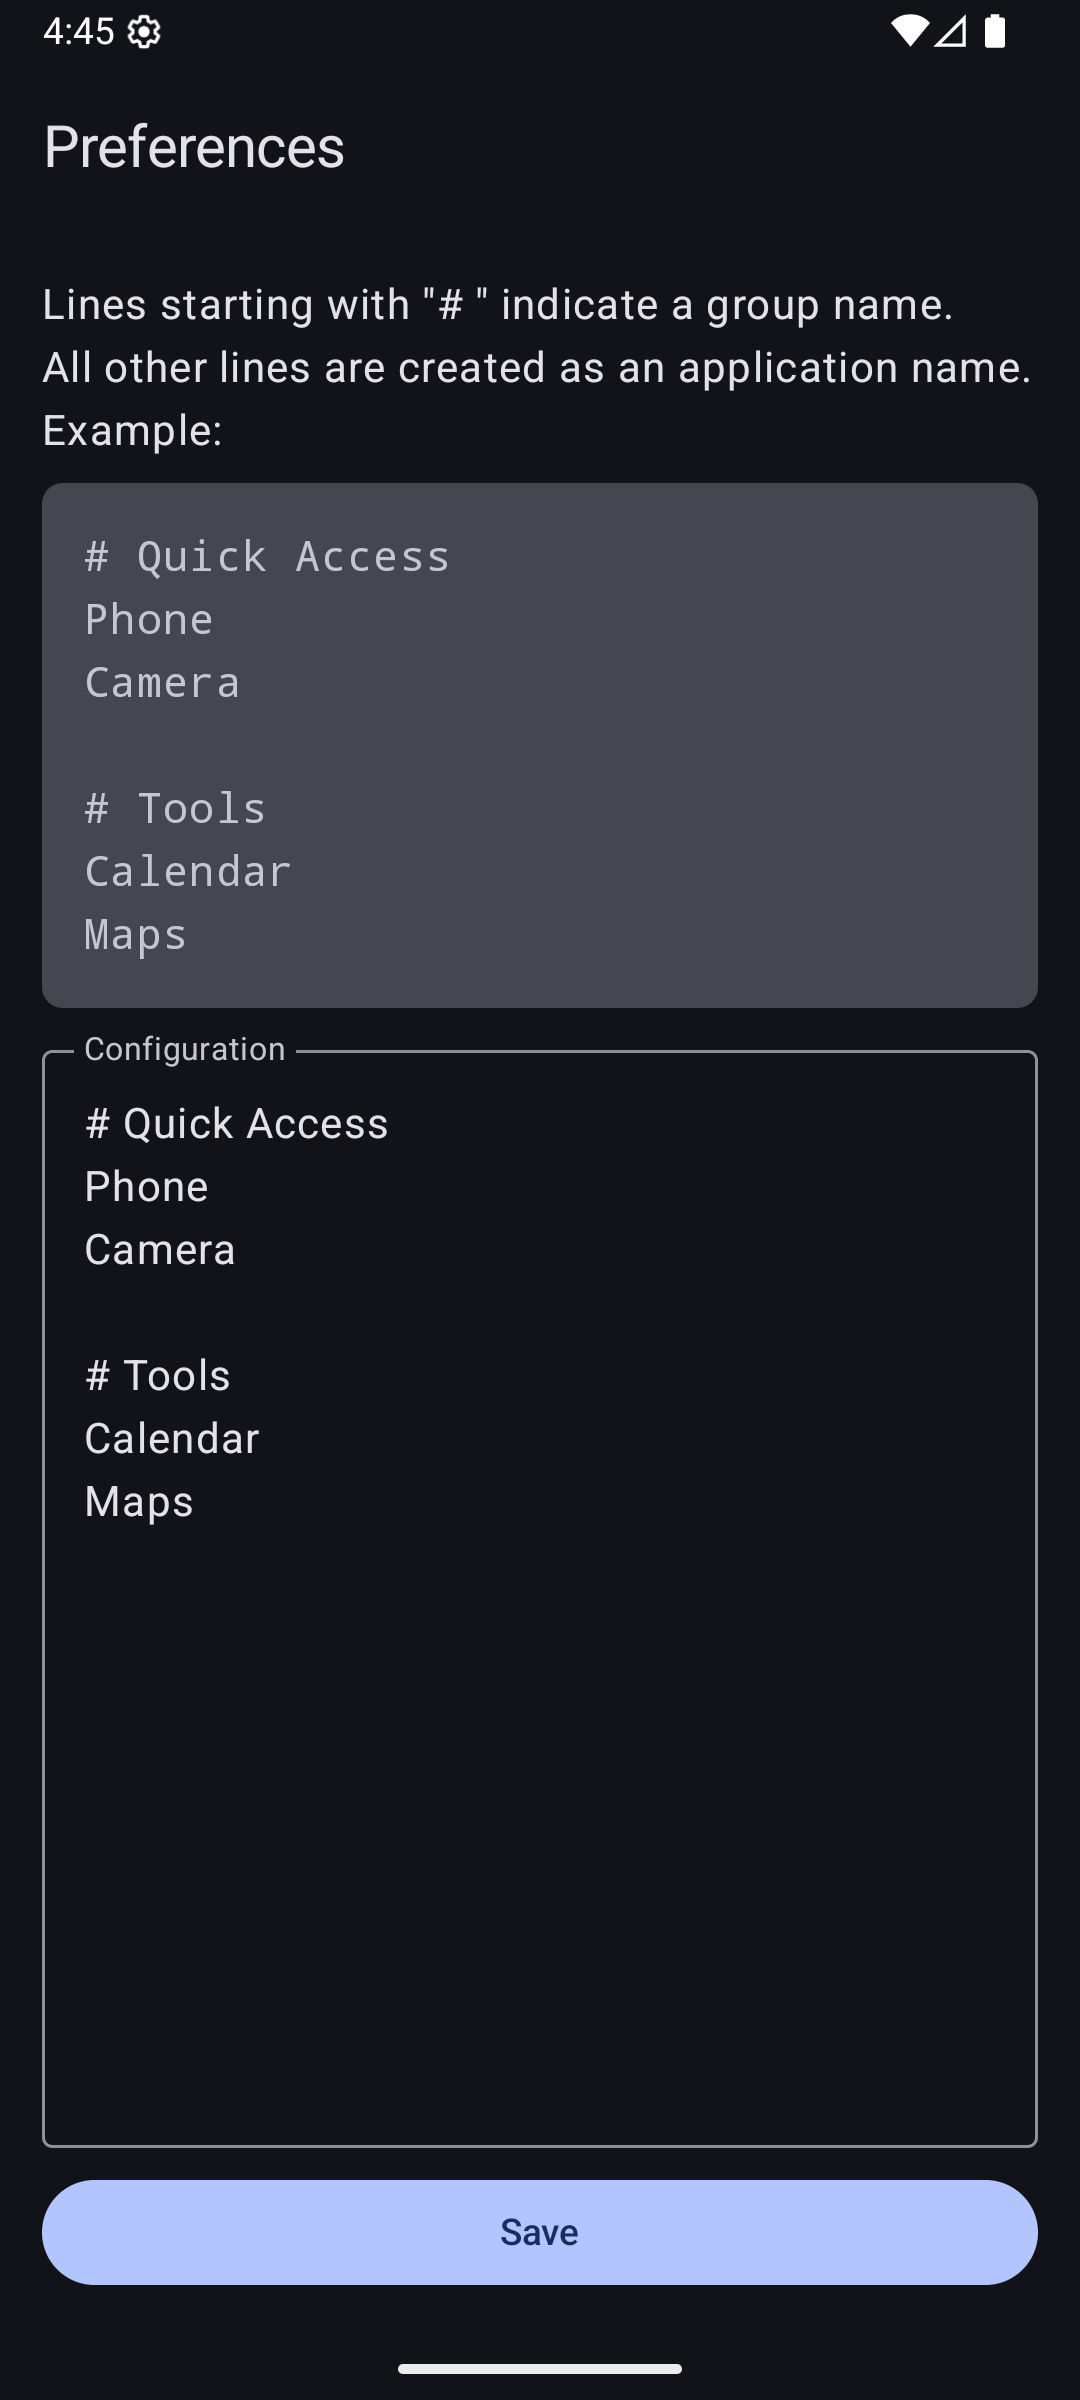 4:45
Preferences
Lines starting with "# " indicate a group name.
All other lines are created as an application name.
Example:
# Quick Access
Phone
Camera
# Tools
Calendar
Maps
Configuration
# Quick Access
Phone
Camera
# Tools
Calendar
Maps
Save